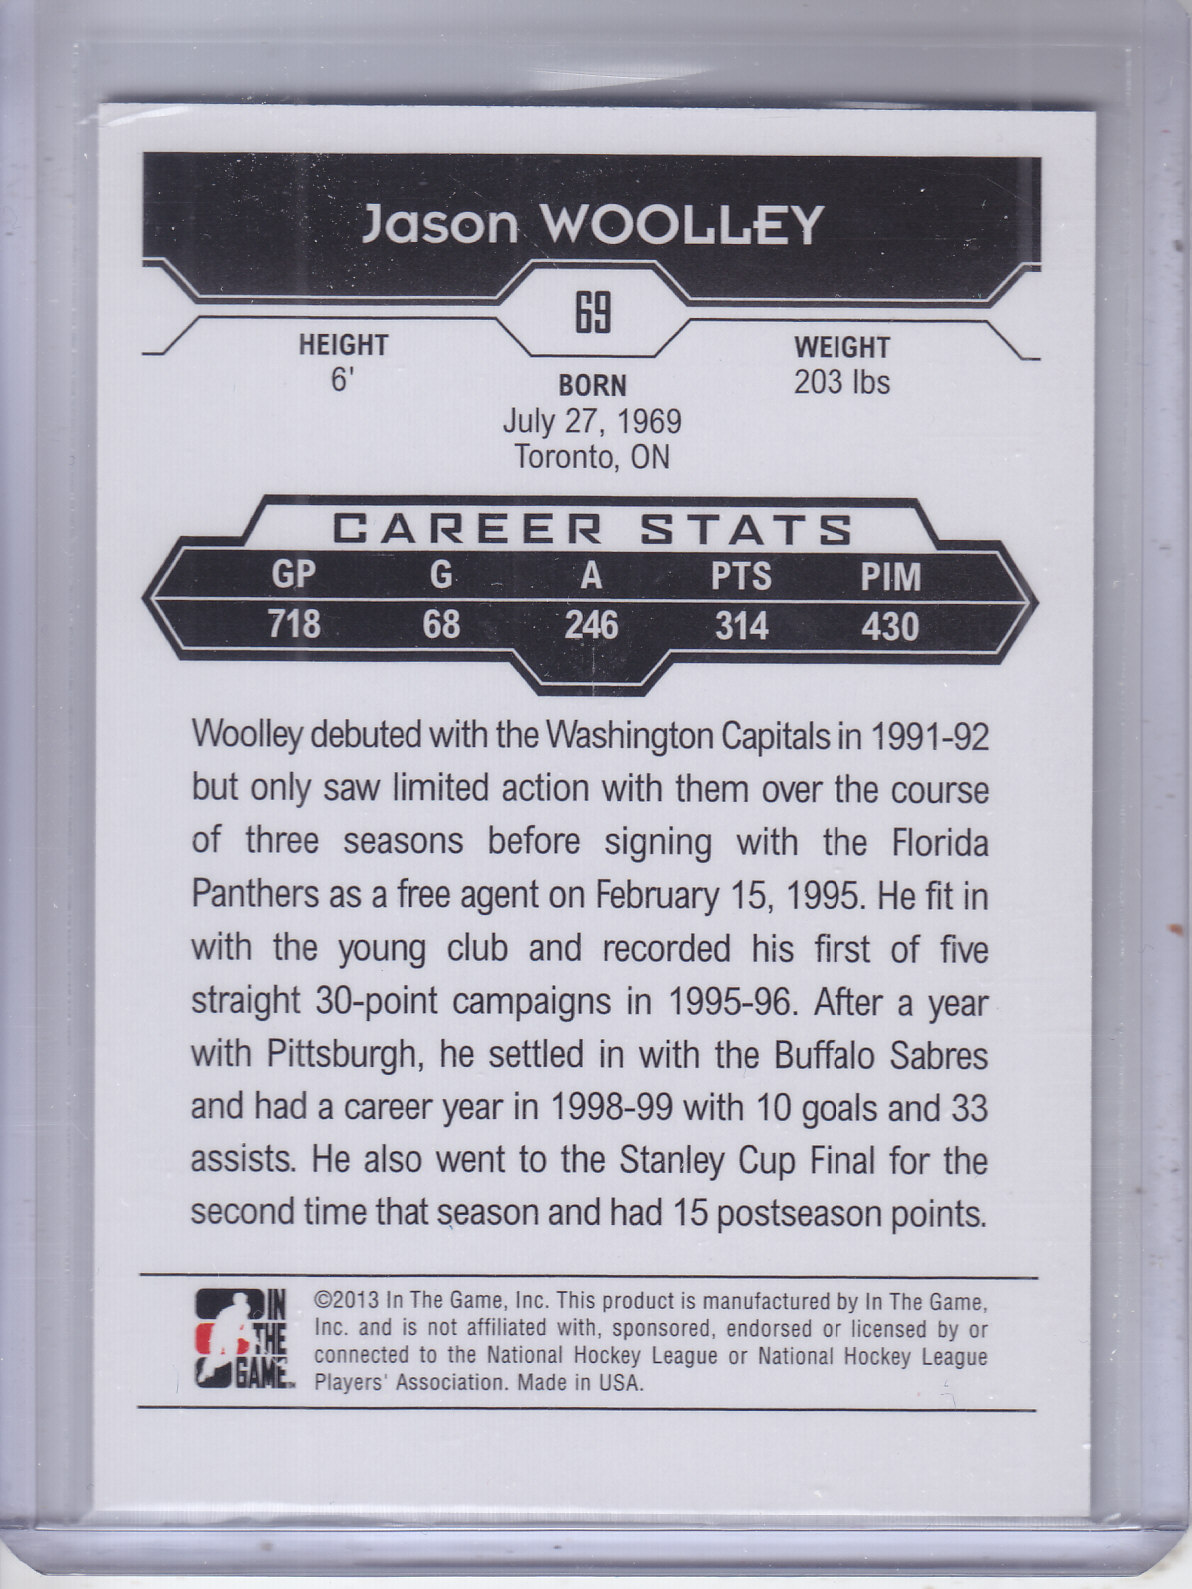 Jason WOOLLEY
69
HEIGHT
6'
WEIGHT
203 lbs
BORN
July 27, 1969
Toronto, ON
CAREER STATS
GP G A PTS PIM
718 68 246 314 430
Woolley debuted with the Washington Capitals in 1991-92
but only saw limited action with them over the course
of three seasons before signing with the Florida
Panthers as a free agent on February 15, 1995. He fit in
with the young club and recorded his first of five
straight 30-point campaigns in 1995-96. After a year
with Pittsburgh, he settled in with the Buffalo Sabres
and had a career year in 1998-99 with 10 goals and 33
assists. He also went to the Stanley Cup Final for the
second time that season and had 15 postseason points.
IN
THE
GAME
©2013 In The Game, Inc. This product is manufactured by In The Game,
Inc. and is not affiliated with, sponsored, endorsed or licensed by or
connected to the National Hockey League or National Hockey League
Players' Association. Made in USA.